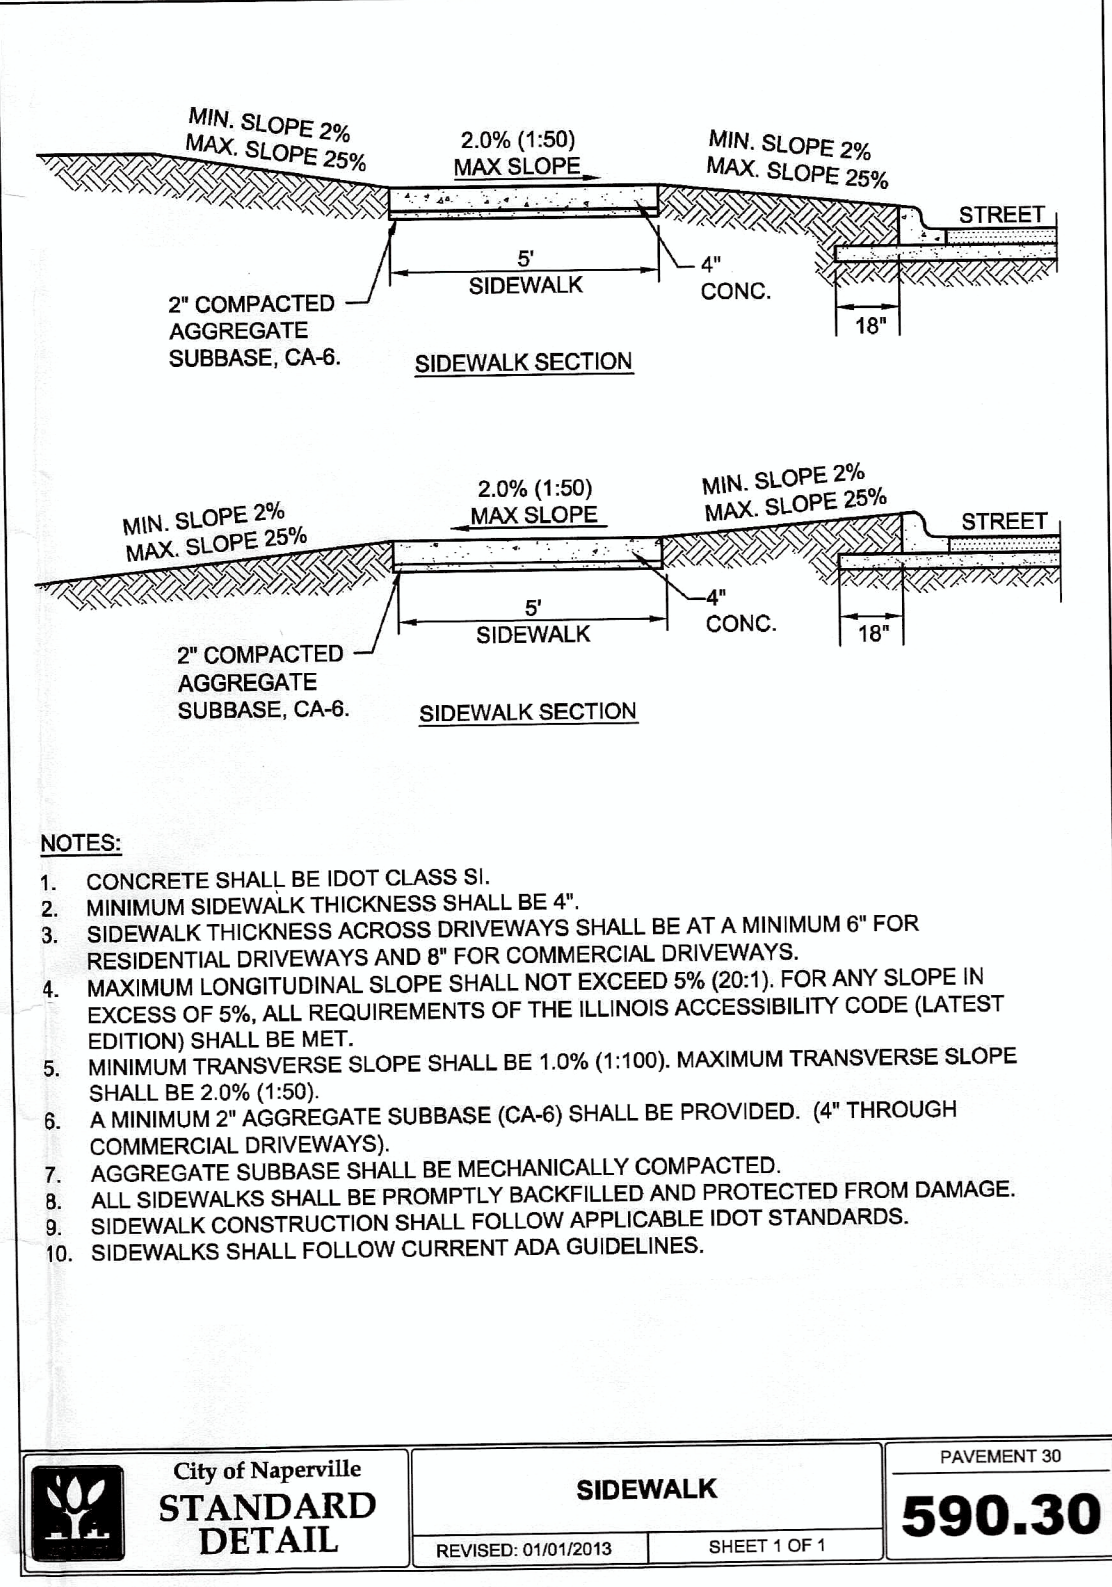 MIN. SLOPE 2%
MAX. SLOPE 25%
2.0% (1:50)
MAX SLOPE
MIN. SLOPE 2%
MAX. SLOPE 25%
STREET
5'
SIDEWALK
4"
CONC.
2" COMPACTED
AGGREGATE
SUBBASE, CA-6.
18"
SIDEWALK SECTION
MIN. SLOPE 2%
MAX. SLOPE 25%
2.0% (1:50)
MAX SLOPE
MIN. SLOPE 2%
MAX. SLOPE 25%
STREET
5'
SIDEWALK
4"
CONC.
18"
2" COMPACTED
AGGREGATE
SUBBASE, CA-6.
SIDEWALK SECTION
NOTES:
1. CONCRETE SHALL BE IDOT CLASS SI.
2. MINIMUM SIDEWALK THICKNESS SHALL BE 4".
3. SIDEWALK THICKNESS ACROSS DRIVEWAYS SHALL BE AT A MINIMUM 6" FOR
RESIDENTIAL DRIVEWAYS AND 8" FOR COMMERCIAL DRIVEWAYS.
4. MAXIMUM LONGITUDINAL SLOPE SHALL NOT EXCEED 5% (20:1). FOR ANY SLOPE IN
EXCESS OF 5%, ALL REQUIREMENTS OF THE ILLINOIS ACCESSIBILITY CODE (LATEST
EDITION) SHALL BE MET.
5. MINIMUM TRANSVERSE SLOPE SHALL BE 1.0% (1:100). MAXIMUM TRANSVERSE SLOPE
SHALL BE 2.0% (1:50).
6. A MINIMUM 2" AGGREGATE SUBBASE (CA-6) SHALL BE PROVIDED. (4" THROUGH
COMMERCIAL DRIVEWAYS).
7. AGGREGATE SUBBASE SHALL BE MECHANICALLY COMPACTED.
8. ALL SIDEWALKS SHALL BE PROMPTLY BACKFILLED AND PROTECTED FROM DAMAGE.
9. SIDEWALK CONSTRUCTION SHALL FOLLOW APPLICABLE IDOT STANDARDS.
10. SIDEWALKS SHALL FOLLOW CURRENT ADA GUIDELINES.
City of Naperville
STANDARD
DETAIL
SIDEWALK
REVISED: 01/01/2013
SHEET 1 OF 1
PAVEMENT 30
590.30